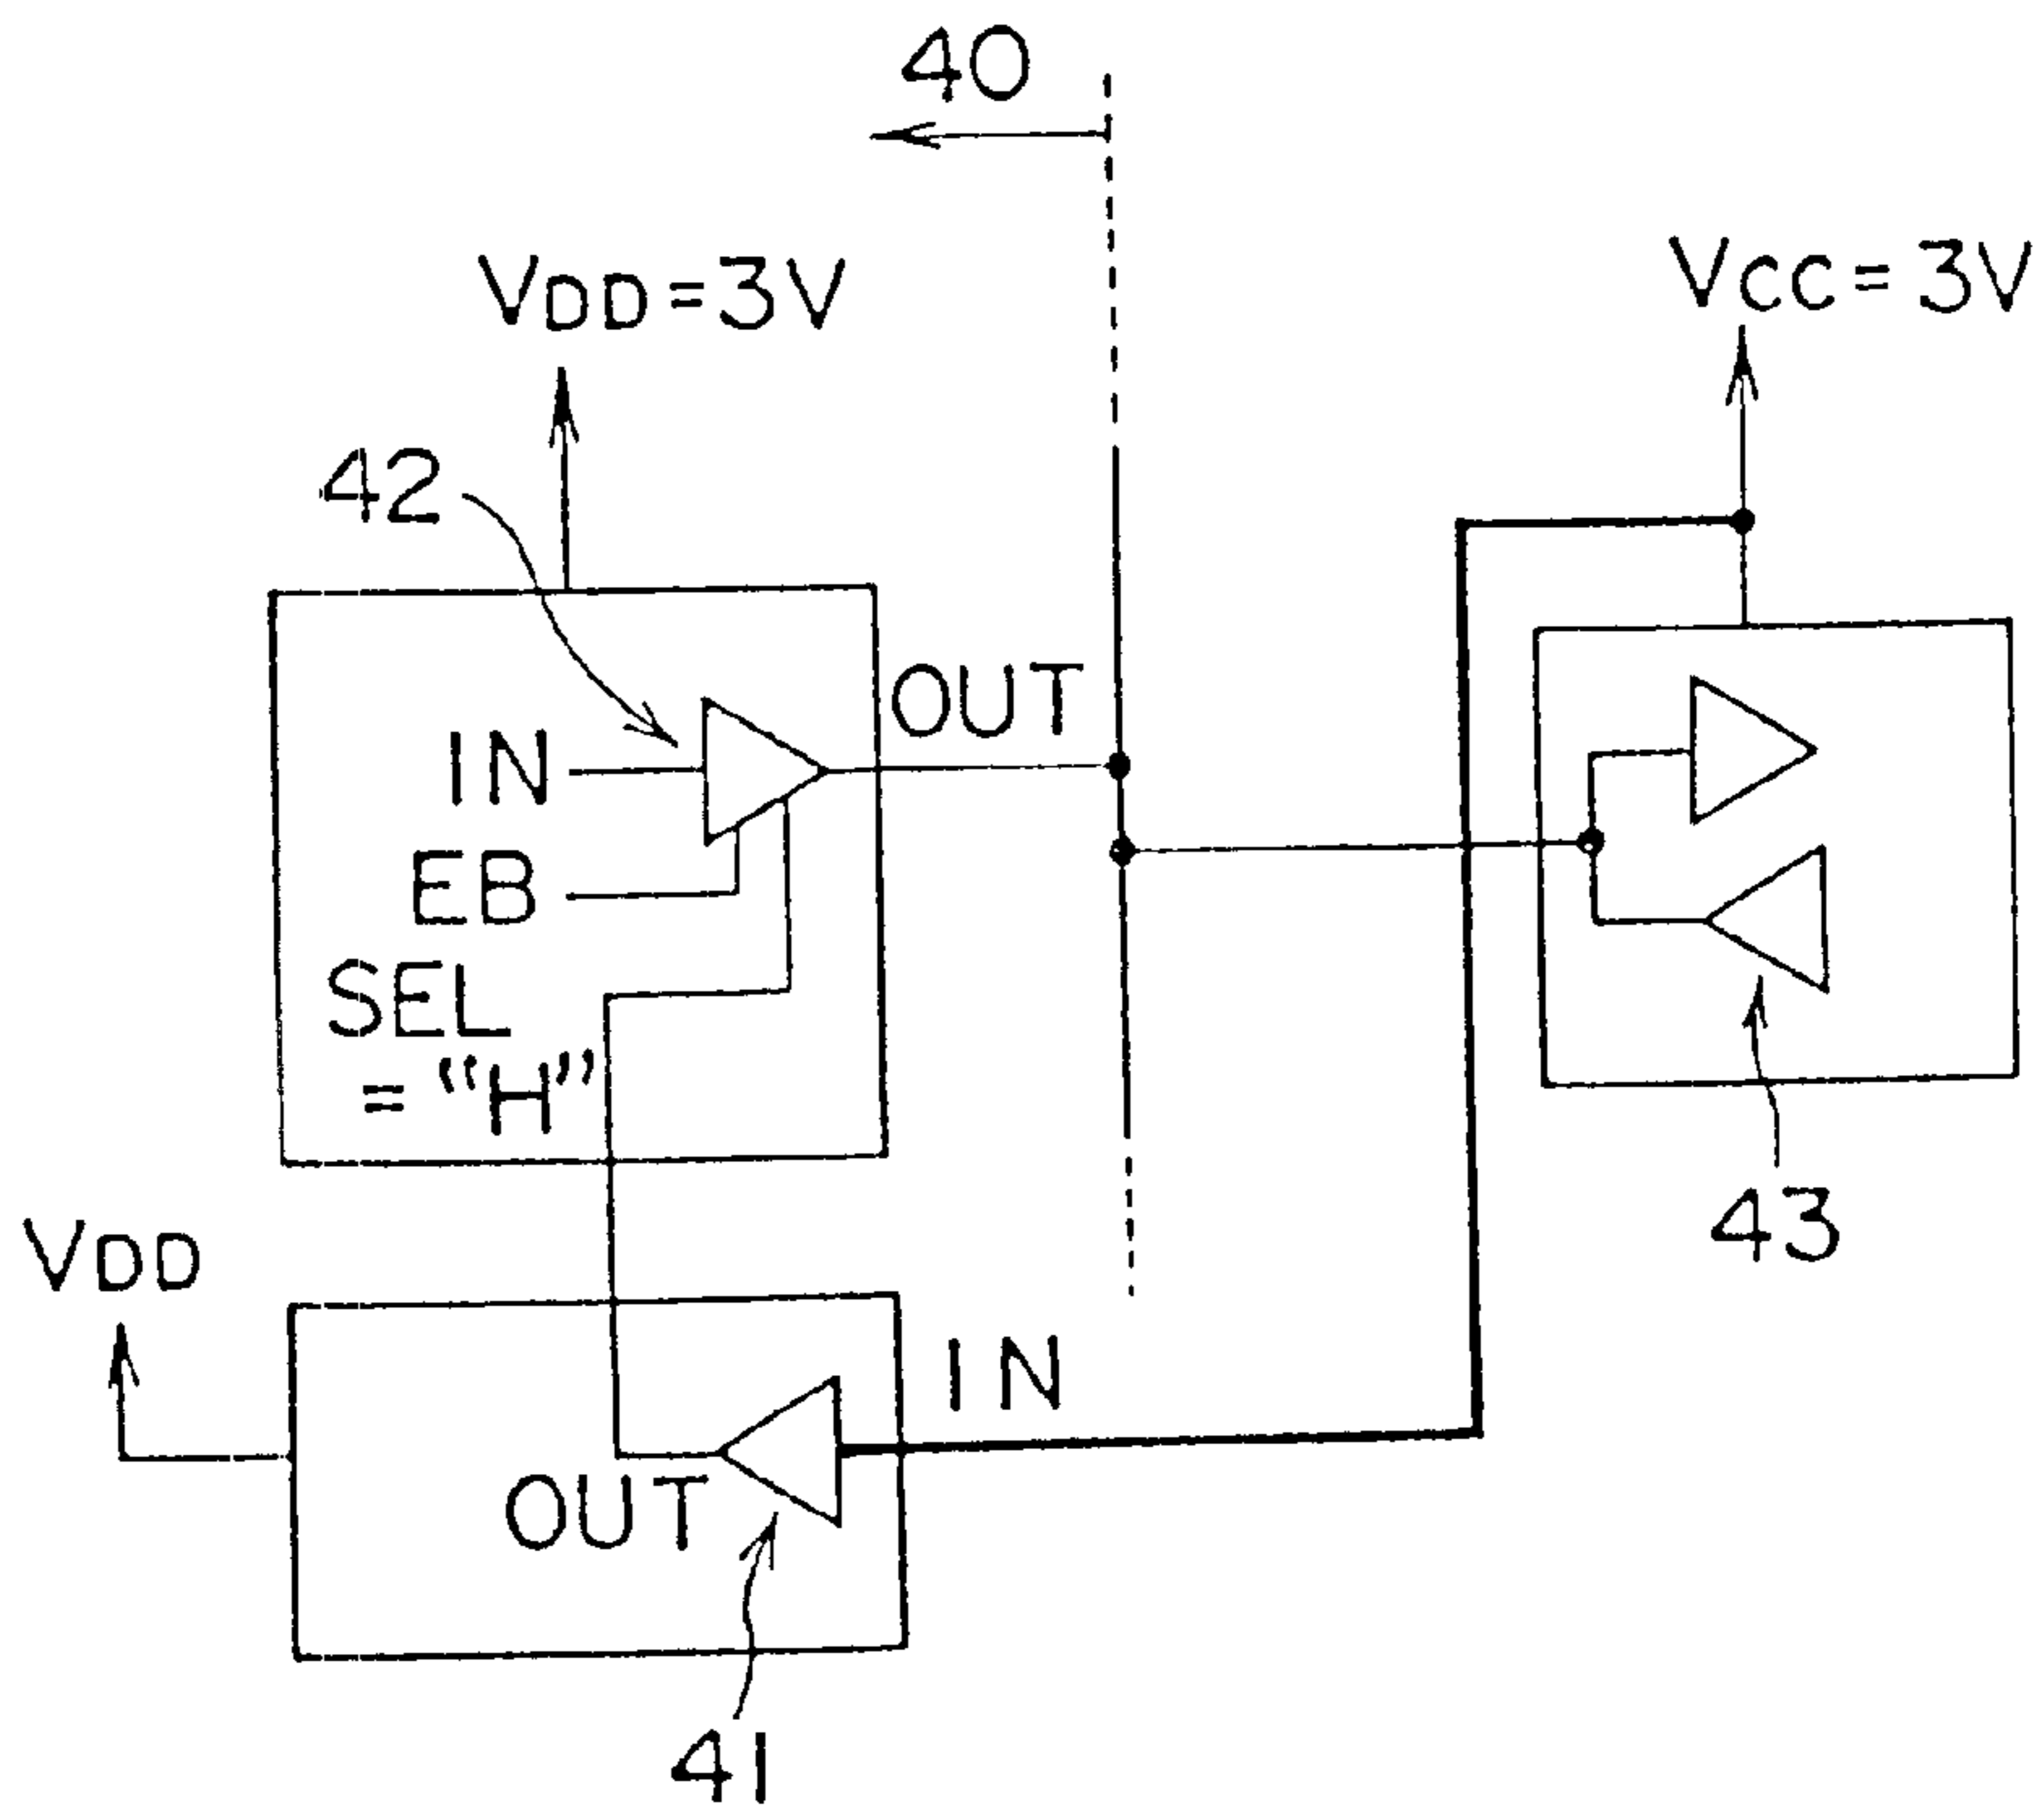 40
VDD=3V
VCC=3V
42
OUT
IN
EB
SEL
="H"
43
VDD
IN
OUT
41